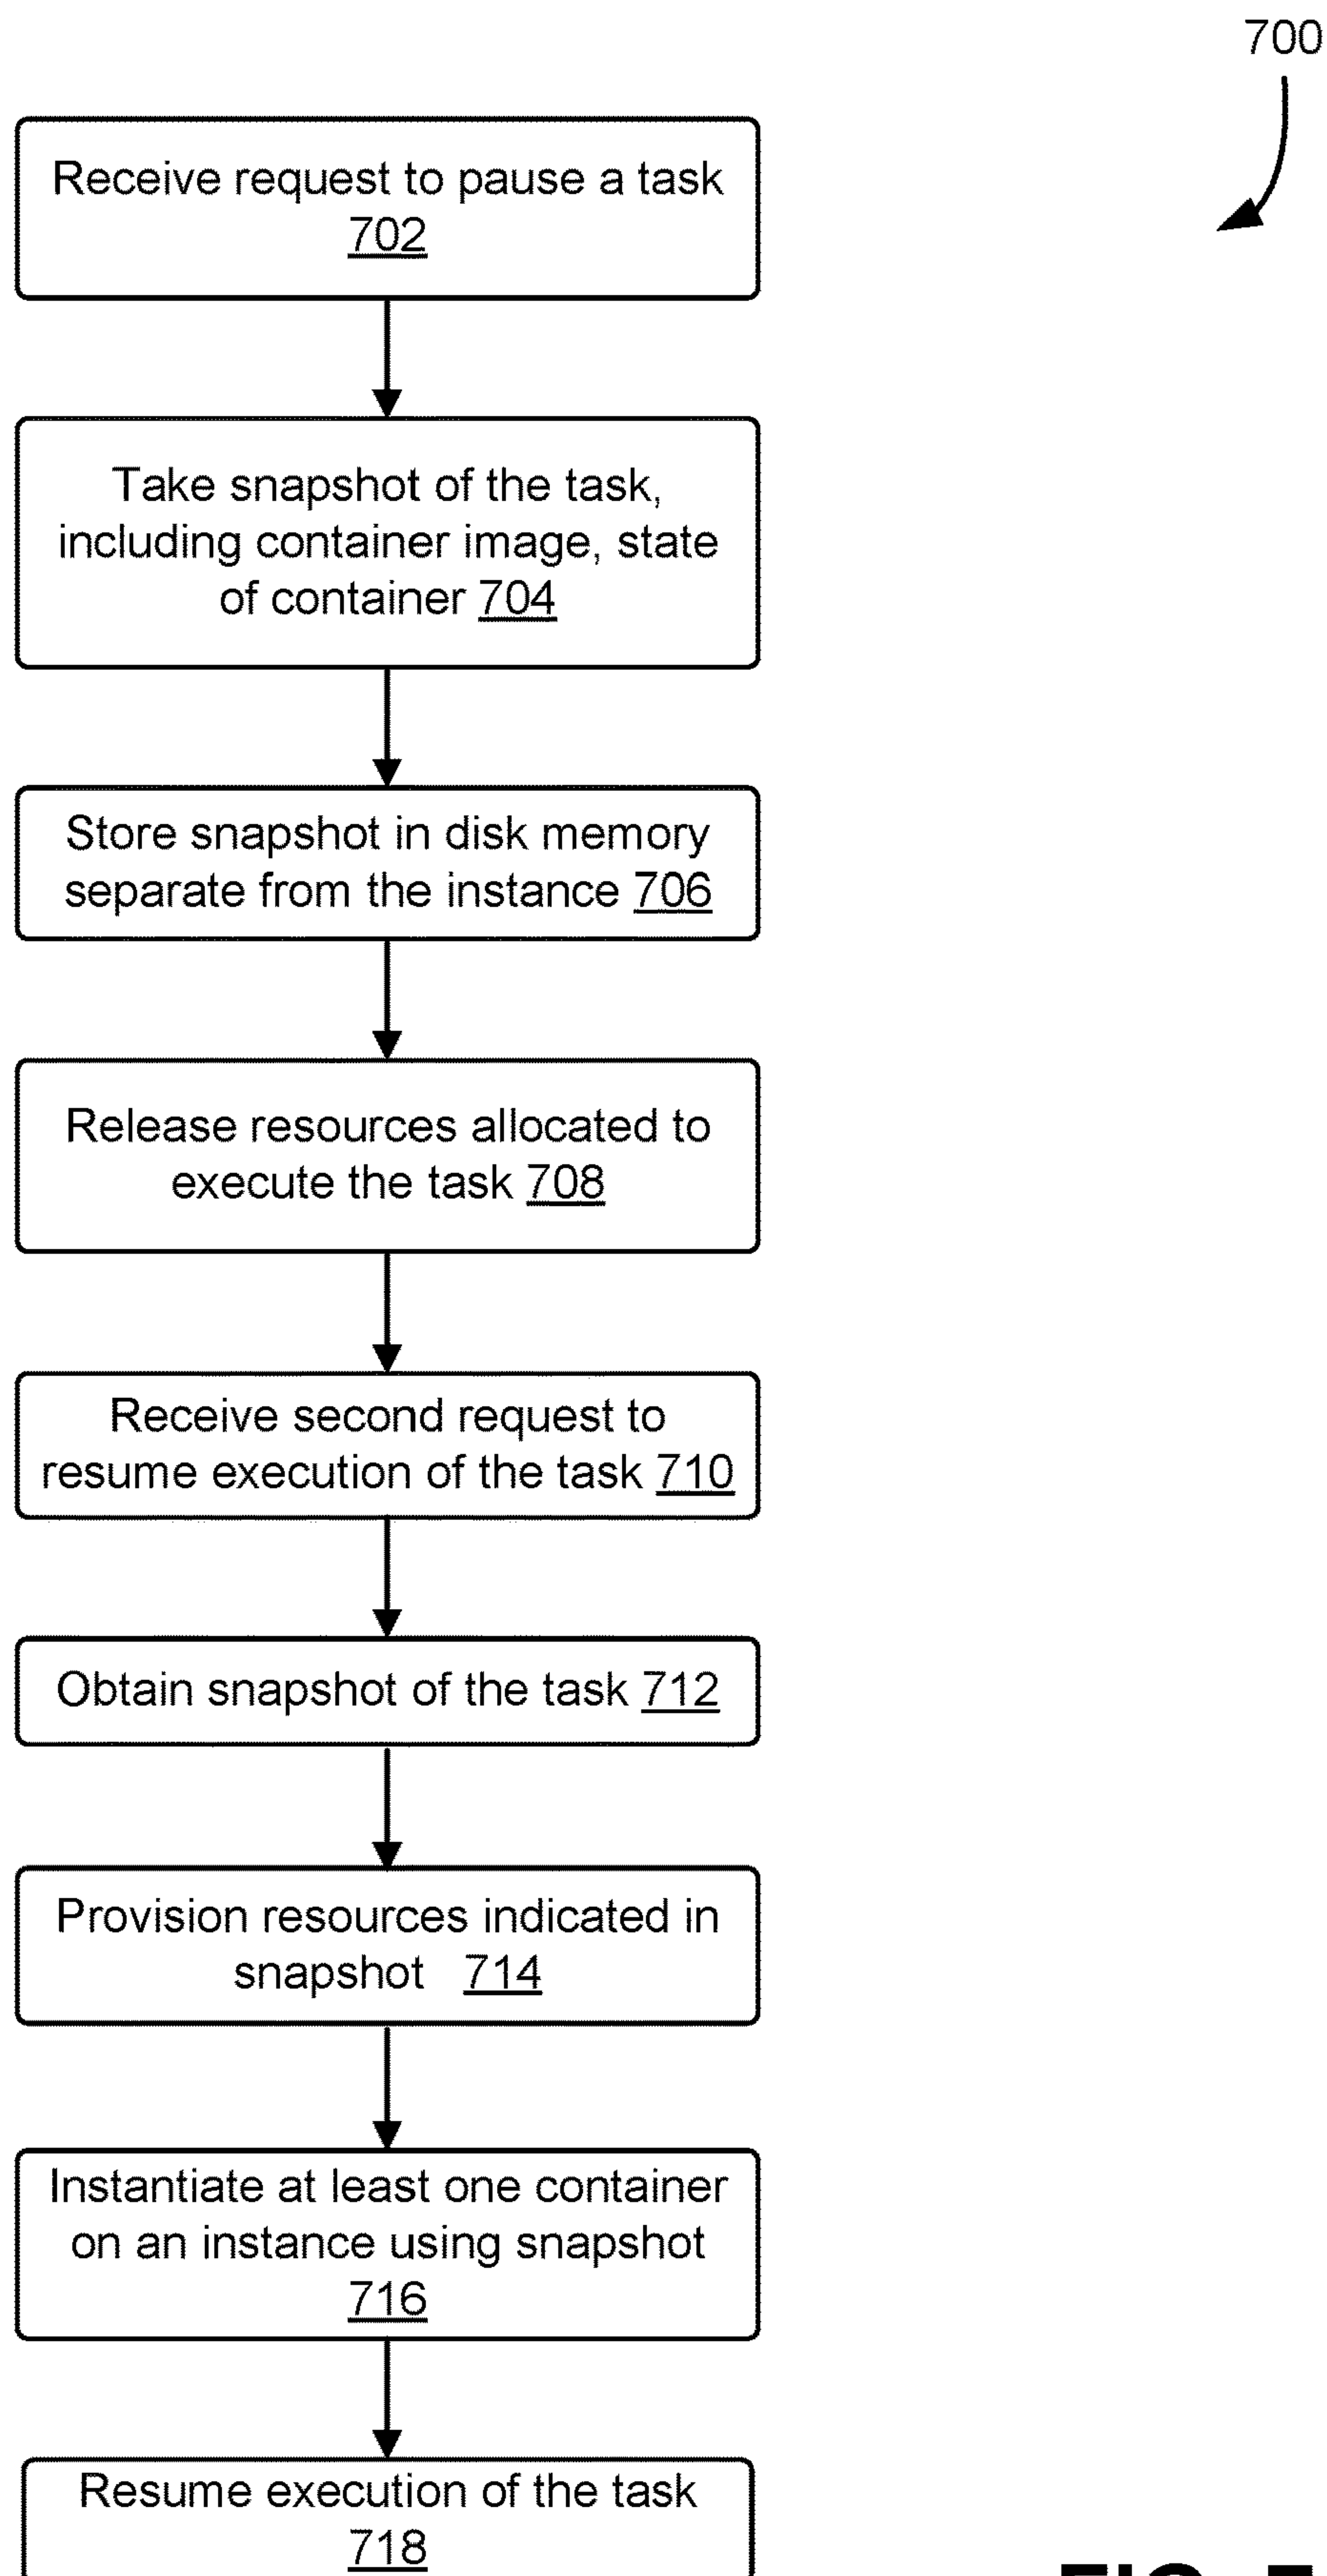 700
Receive request to pause a task
702
Take snapshot of the task,
including container image, state
of container 704
Store snapshot in disk memory
separate from the instance 706
Release resources allocated to
execute the task 708
Receive second request to
resume execution of the task 710
Obtain snapshot of the task 712
Provision resources indicated in
snapshot 714
Instantiate at least one container
on an instance using snapshot
716
Resume execution of the task
718
FIG.